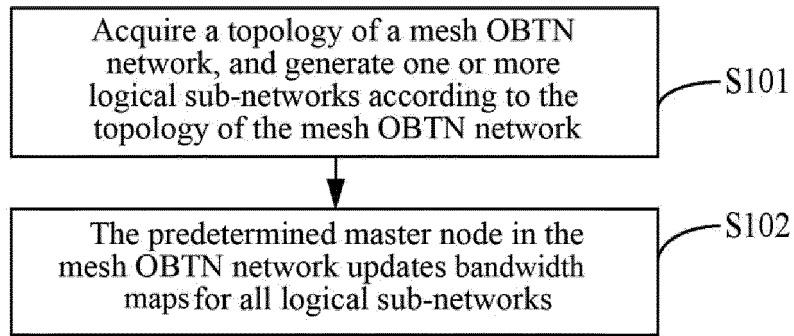 Acquire a topology of a mesh OBTN
network, and generate one or more
logical sub-networks according to the
topology of the mesh OBTN network
S101
The predetermined master node in the
mesh OBTN network updates bandwidth
maps for all logical sub-networks
S102